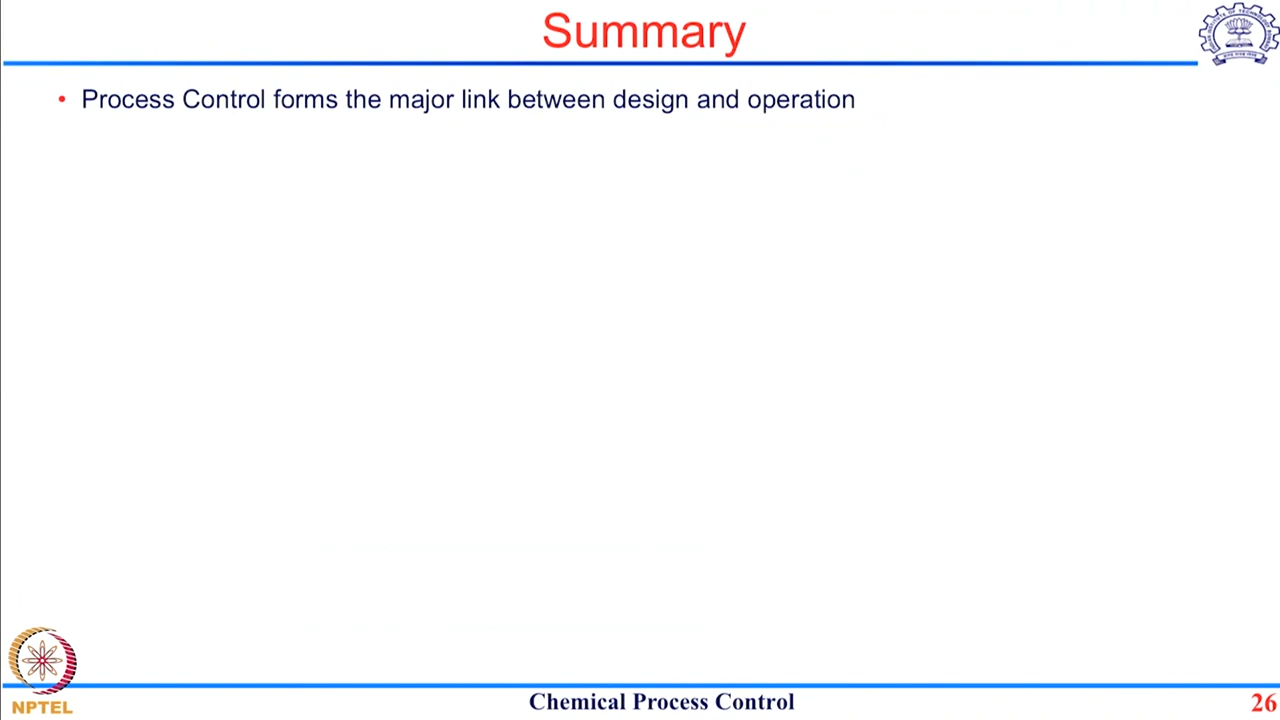 Summary
• Process Control forms the major link between design and operation
NPTEL
Chemical Process Control
26